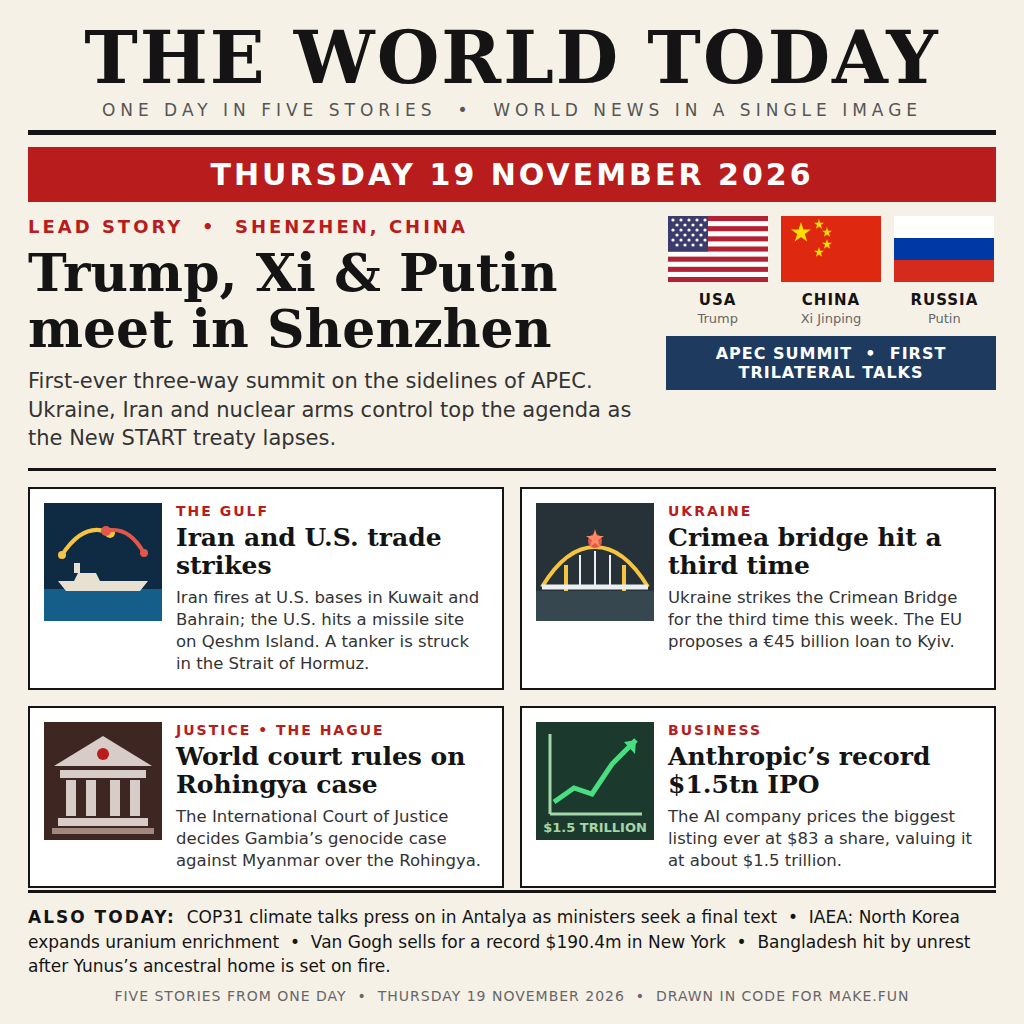 THE WORLD TODAY
ONE DAY IN FIVE STORIES • WORLD NEWS IN A SINGLE IMAGE
THURSDAY 19 NOVEMBER 2026
LEAD STORY • SHENZHEN, CHINA
Trump, Xi & Putin
meet in Shenzhen
First-ever three-way summit on the sidelines of APEC.
Ukraine, Iran and nuclear arms control top the agenda as
the New START treaty lapses.
USA
Trump
CHINA
Xi Jinping
RUSSIA
Putin
APEC SUMMIT • FIRST
TRILATERAL TALKS
THE GULF
Iran and U.S. trade
strikes
Iran fires at U.S. bases in Kuwait and
Bahrain; the U.S. hits a missile site
on Qeshm Island. A tanker is struck
in the Strait of Hormuz.
UKRAINE
Crimea bridge hit a
third time
Ukraine strikes the Crimean Bridge
for the third time this week. The EU
proposes a €45 billion loan to Kyiv.
JUSTICE • THE HAGUE
World court rules on
Rohingya case
The International Court of Justice
decides Gambia’s genocide case
against Myanmar over the Rohingya.
$1.5 TRILLION
BUSINESS
Anthropic’s record
$1.5tn IPO
The AI company prices the biggest
listing ever at $83 a share, valuing it
at about $1.5 trillion.
ALSO TODAY: COP31 climate talks press on in Antalya as ministers seek a final text • IAEA: North Korea
expands uranium enrichment • Van Gogh sells for a record $190.4m in New York • Bangladesh hit by unrest
after Yunus’s ancestral home is set on fire.
FIVE STORIES FROM ONE DAY • THURSDAY 19 NOVEMBER 2026 • DRAWN IN CODE FOR MAKE.FUN